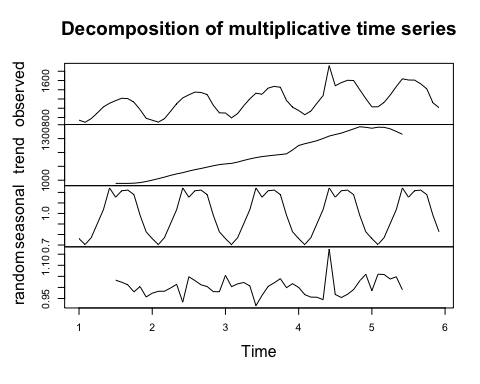 Decomposition of multiplicative time series
observed
800
1600
trend
1000
1300
seasonal
0.7
1.0
random
0.95
1.10
1 2 3 4 5 6
Time